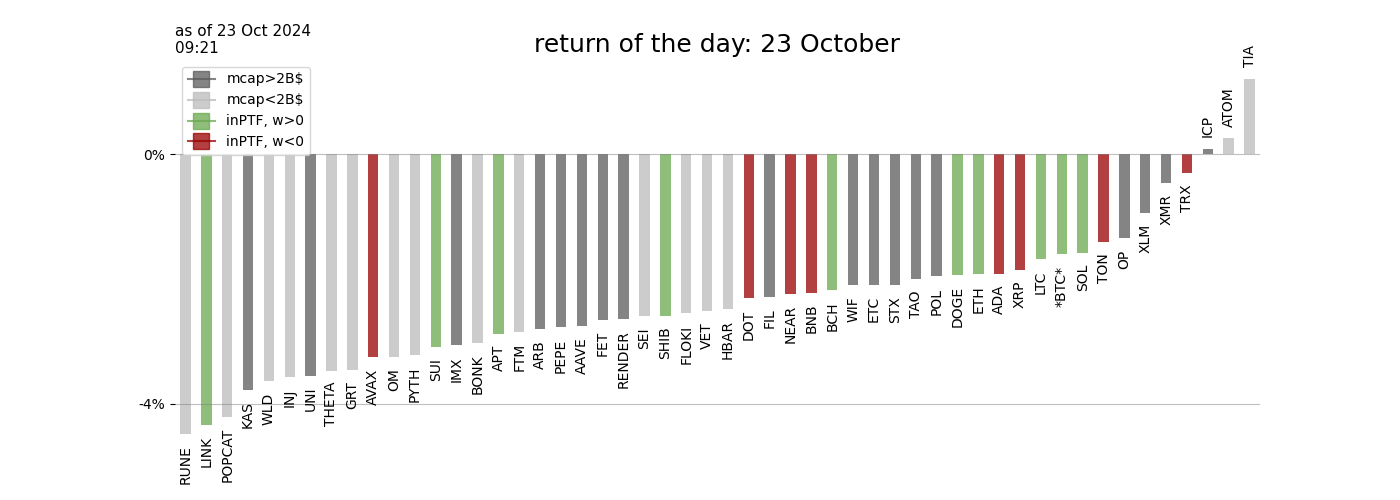 as of 23 Oct 2024
09:21
return of the day: 23 October
mcap>2B$
mcap<2B$
inPTF, w>0
inPTF, w<0
0%
-4%
RUNE
LINK
POPCAT
KAS
WLD
INJ
UNI
THETA
GRT
AVAX
OM
PYTH
SUI
IMX
BONK
APT
FTM
ARB
PEPE
AAVE
FET
RENDER
SEI
SHIB
FLOKI
VET
HBAR
DOT
FIL
NEAR
BNB
BCH
WIF
ETC
STX
TAO
POL
DOGE
ETH
ADA
XRP
LTC
*BTC*
SOL
TON
OP
XLM
XMR
TRX
ICP
ATOM
TIA